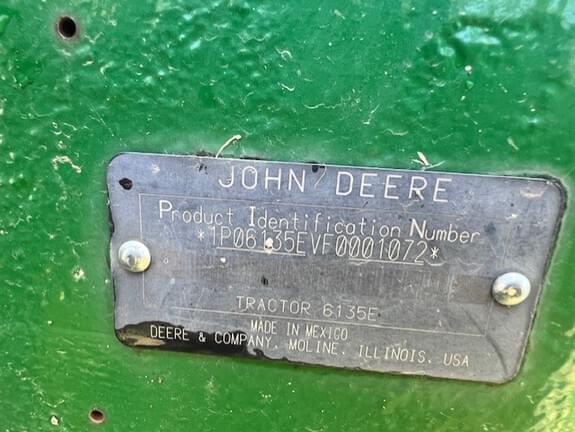 JOHN DEERE
Product Identification Number
*1P06135EVF0001072*
TRACTOR 6135E
MADE IN MEXICO
DEERE & COMPANY, MOLINE, ILLINOIS, USA